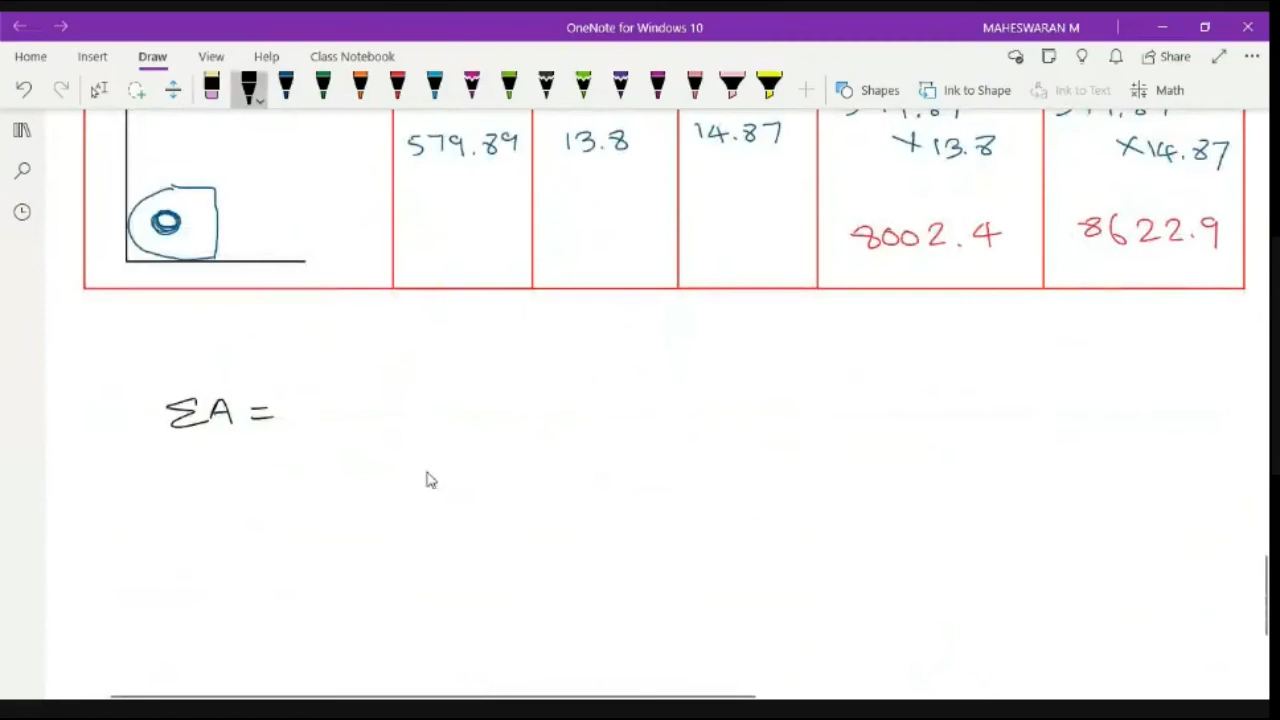 OneNote for Windows 10
MAHESWARAN M
Home Insert Draw View Help Class Notebook
Share
Shapes Ink to Shape Ink to Text Math
579.89 13.8 14.87 ×13.8 ×14.87
8002.4 8622.9
ΣA =